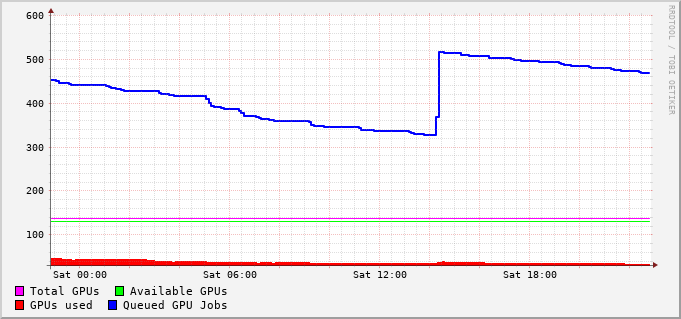 600
500
400
300
200
100
Sat 00:00 Sat 06:00 Sat 12:00 Sat 18:00
Total GPUs Available GPUs
GPUs used Queued GPU Jobs
RRDTOOL / TOBI OETIKER